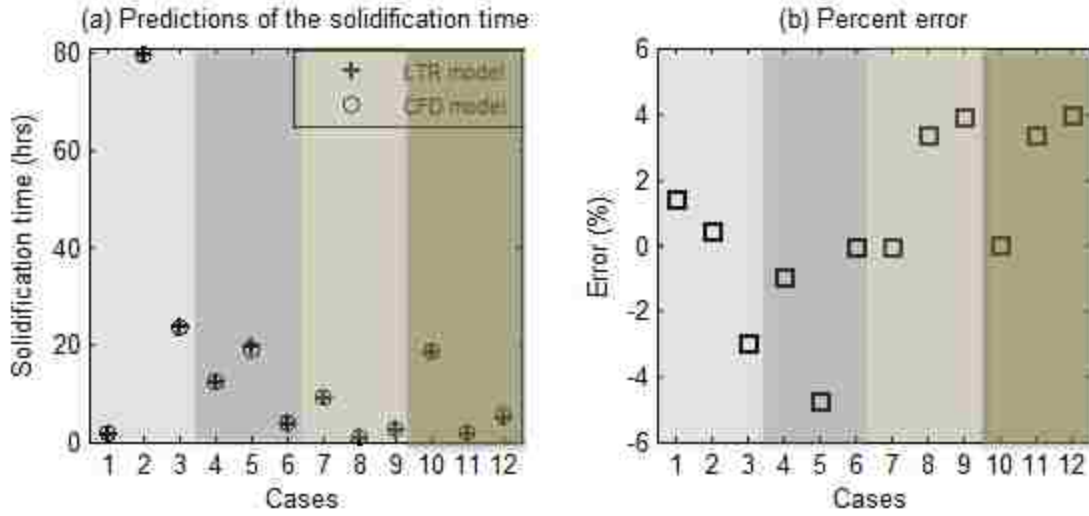 (a) Predictions of the solidification time
80
60
40
20
0
Solidification time (hrs)
LTR model
CFD model
1 2 3 4 5 6 7 8 9 10 11 12
Cases
(b) Percent error
6
4
2
0
-2
-4
-6
Error (%)
1 2 3 4 5 6 7 8 9 10 11 12
Cases